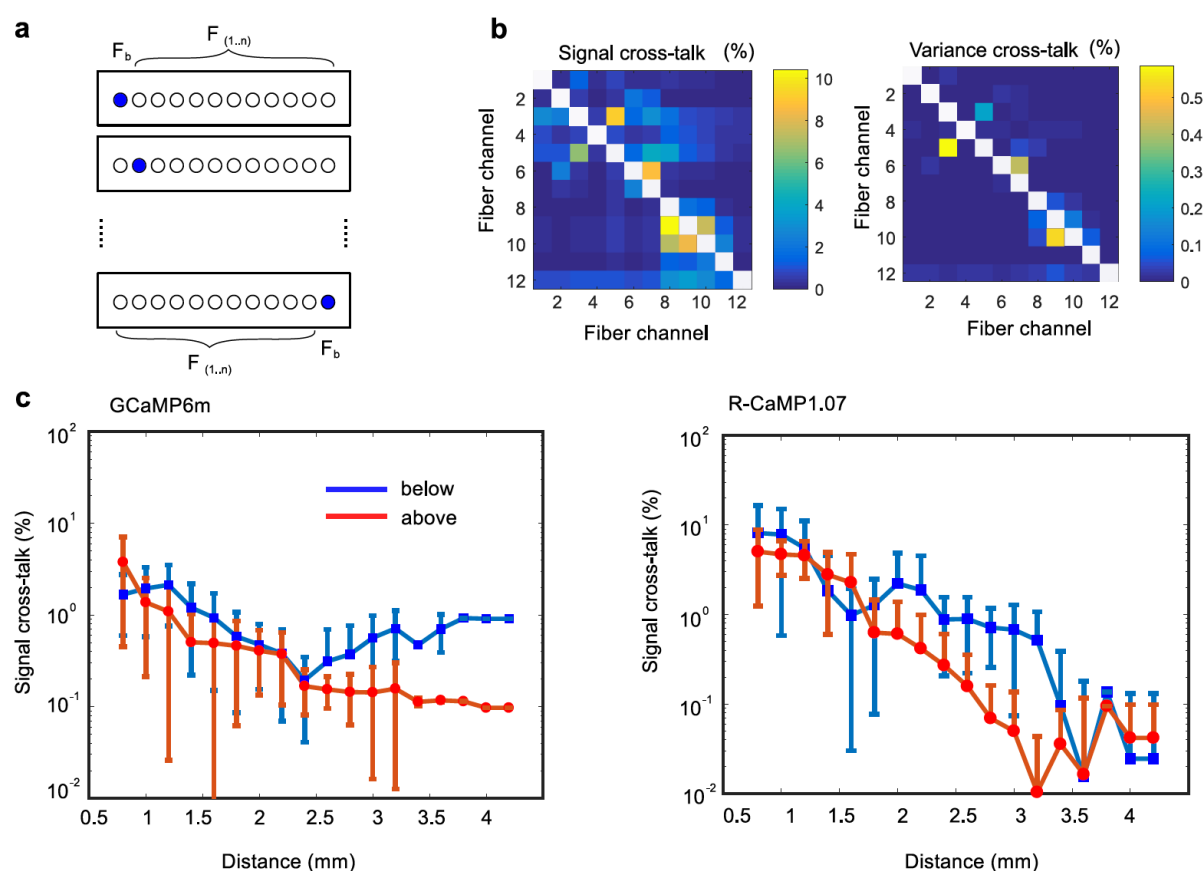 a
F (1..n)
F b
F (1..n)
F b
b
Signal cross-talk (%)
Fiber channel
2
4
6
8
10
12
2 4 6 8 10 12
Fiber channel
10
8
6
4
2
0
Variance cross-talk (%)
Fiber channel
2
4
6
8
10
12
2 4 6 8 10 12
Fiber channel
0.5
0.4
0.3
0.2
0.1
0
c
GCaMP6m
Signal cross-talk (%)
10 2
10 1
10 0
10 -1
10 -2
below
above
0.5 1 1.5 2 2.5 3 3.5 4
Distance (mm)
R-CaMP1.07
Signal cross-talk (%)
10 2
10 1
10 0
10 -1
10 -2
0.5 1 1.5 2 2.5 3 3.5 4
Distance (mm)